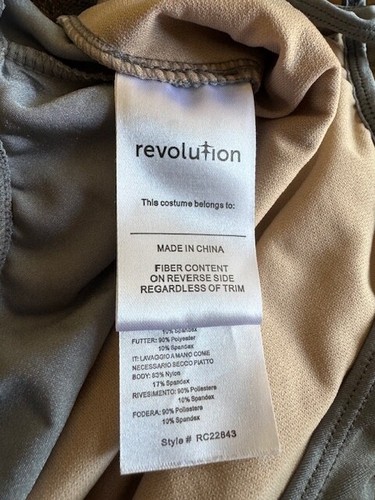 revolution
This costume belongs to:
MADE IN CHINA
FIBER CONTENT
ON REVERSE SIDE
REGARDLESS OF TRIM
10% Spandex
FUTTER: 90% Polyester
10% Spandex
IT: LAVAGGIO A MANO COME
NECESSARIO SECCO PIATTO
BODY: 83% Nylon
17% Spandex
RIVESIMENTO: 90% Poliestere
10% Spandex
FODERA: 90% Poliestere
10% Spandex
Style # RC22843